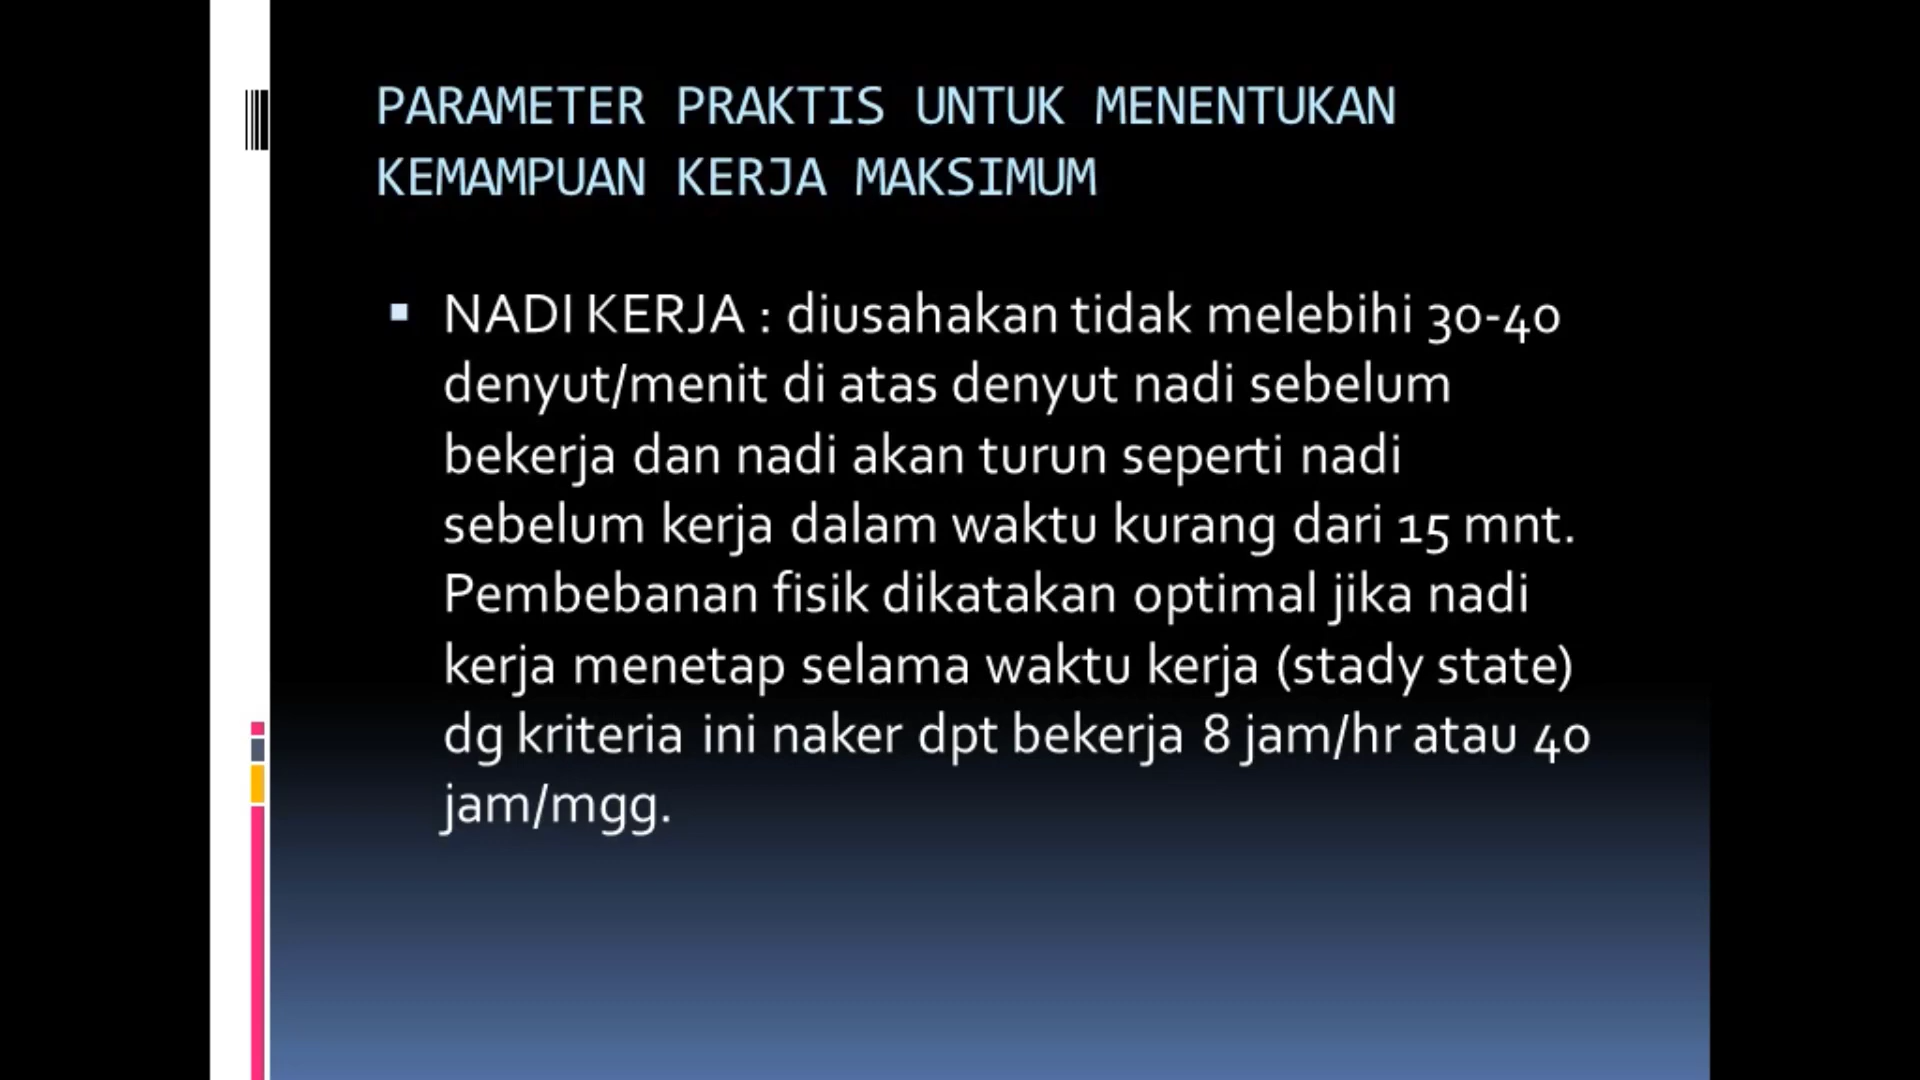 PARAMETER PRAKTIS UNTUK MENENTUKAN
KEMAMPUAN KERJA MAKSIMUM
NADI KERJA : diusahakan tidak melebihi 30-40
denyut/menit di atas denyut nadi sebelum
bekerja dan nadi akan turun seperti nadi
sebelum kerja dalam waktu kurang dari 15 mnt.
Pembebanan fisik dikatakan optimal jika nadi
kerja menetap selama waktu kerja (stady state)
dg kriteria ini naker dpt bekerja 8 jam/hr atau 40
jam/mgg.